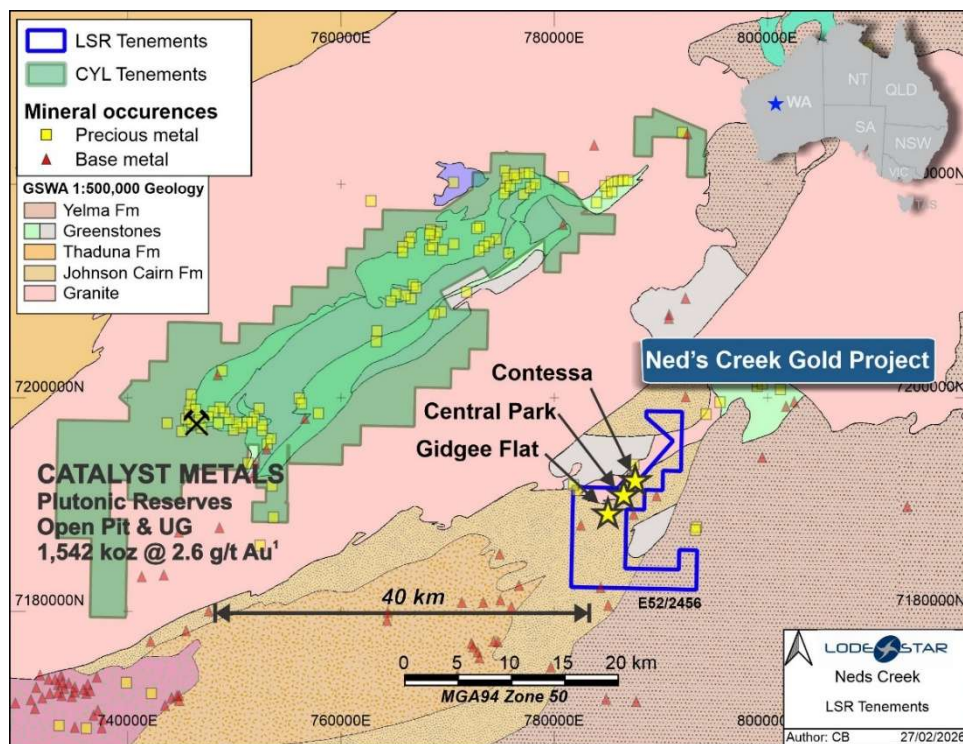 LSR Tenements
CYL Tenements
Mineral occurences
Precious metal
Base metal
GSWA 1:500,000 Geology
Yelma Fm
Greenstones
Thaduna Fm
Johnson Cairn Fm
Granite
760000E
780000E
800000E
WA
NT
QLD
SA
NSW
VIC
TAS
0000N
Ned's Creek Gold Project
Contessa
Central Park
Gidgee Flat
7200000N
7200000N
CATALYST METALS
Plutonic Reserves
Open Pit & UG
1,542 koz @ 2.6 g/t Au¹
40 km
E52/2456
7180000N
7180000N
0 5 10 15 20 km
MGA94 Zone 50
740000E
760000E
780000E
800000E
LODESTAR
Neds Creek
LSR Tenements
Author: CB 27/02/2026